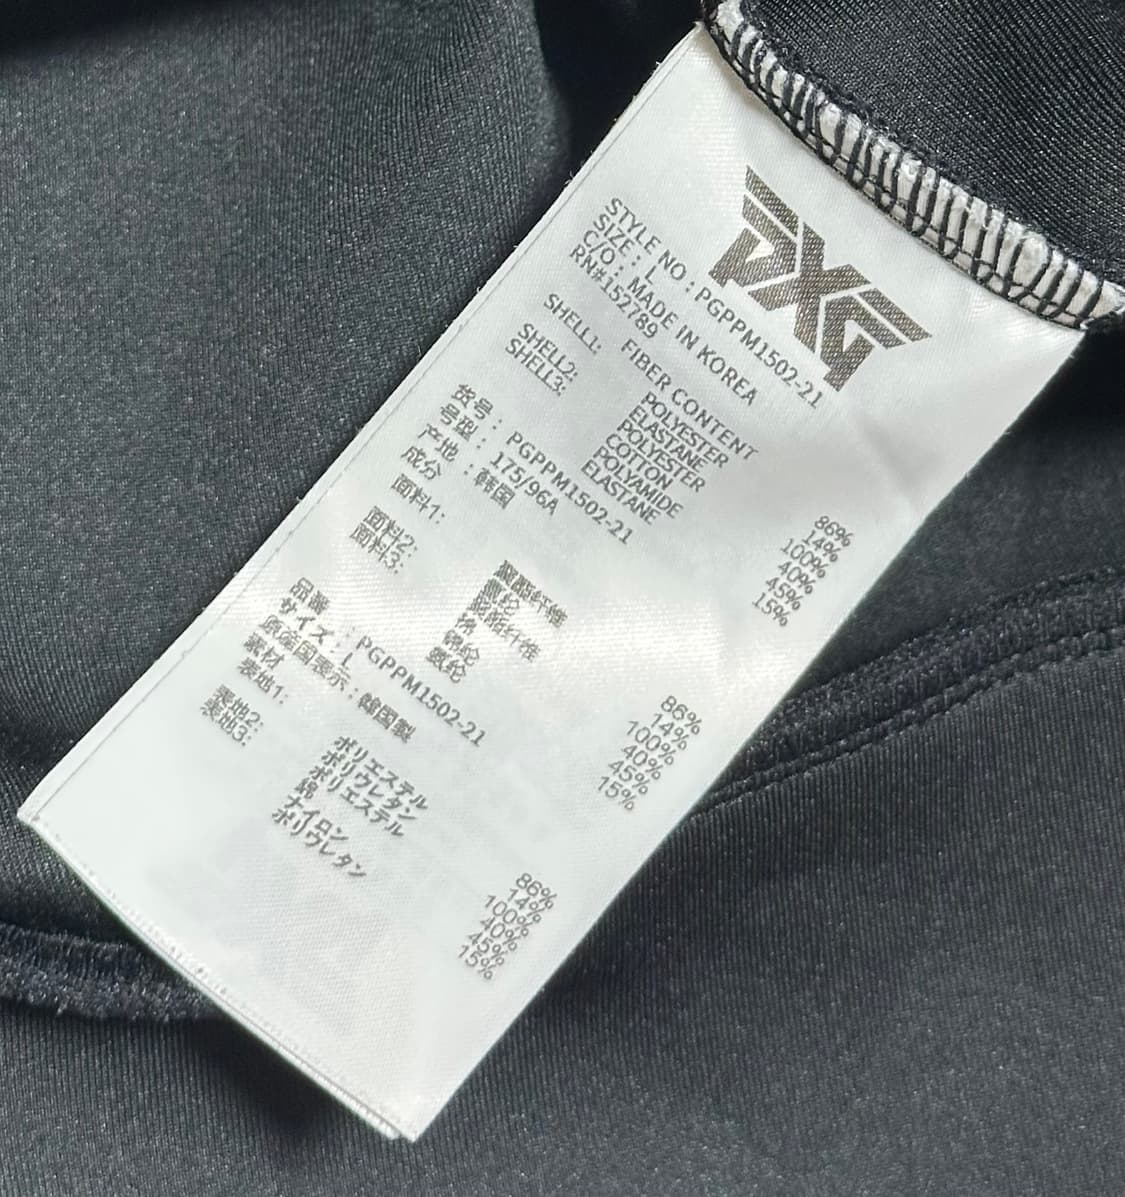 PXG
STYLE NO : PGPPM1502-21
SIZE : L
C/O : MADE IN KOREA
RN#152789
FIBER CONTENT
SHELL1: POLYESTER 86%
ELASTANE 14%
SHELL2: POLYESTER 100%
SHELL3: COTTON 40%
POLYAMIDE 45%
ELASTANE 15%
货号 : PGPPM1502-21
号型 : 175/96A
产地 : 韩国
成分
面料1: 聚酯纤维 86%
氨纶 14%
面料2: 聚酯纤维 100%
面料3: 棉 40%
锦纶 45%
氨纶 15%
品番 : PGPPM1502-21
サイズ : L
原産国表示 : 韓国製
素材
表地1: ポリエステル 86%
ポリウレタン 14%
表地2: ポリエステル 100%
表地3: 綿 40%
ナイロン 45%
ポリウレタン 15%